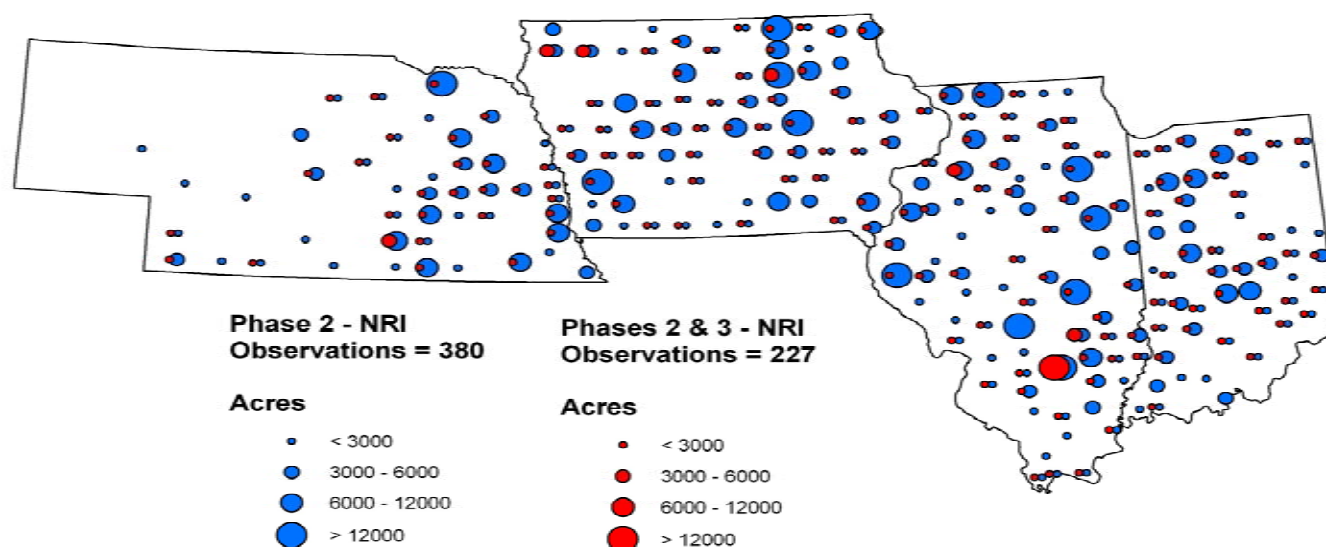 Phase 2 - NRI
Observations = 380
Acres
< 3000
3000 - 6000
6000 - 12000
> 12000
Phases 2 & 3 - NRI
Observations = 227
Acres
< 3000
3000 - 6000
6000 - 12000
> 12000